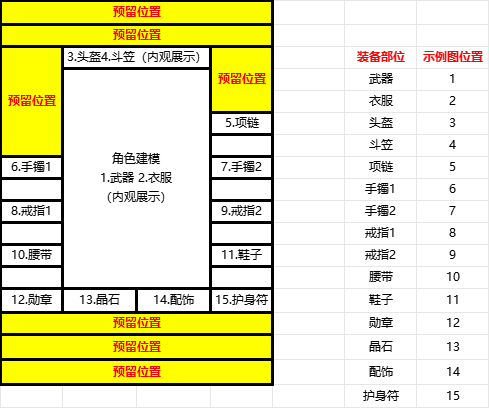 预留位置
预留位置
3.头盔4.斗笠（内观展示）
预留位置
预留位置
5.项链
角色建模
1.武器 2.衣服
（内观展示）
6.手镯1
7.手镯2
8.戒指1
9.戒指2
10.腰带
11.鞋子
12.勋章
13.晶石
14.配饰
15.护身符
预留位置
预留位置
预留位置
装备部位 示例图位置
武器 1
衣服 2
头盔 3
斗笠 4
项链 5
手镯1 6
手镯2 7
戒指1 8
戒指2 9
腰带 10
鞋子 11
勋章 12
晶石 13
配饰 14
护身符 15